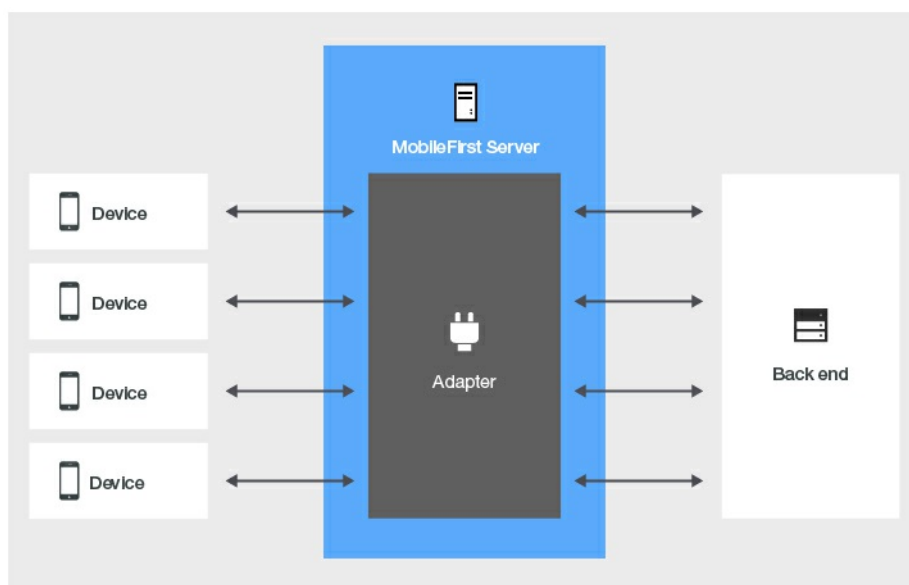 MobileFirst Server
Device
Device
Device
Device
Adapter
Back end